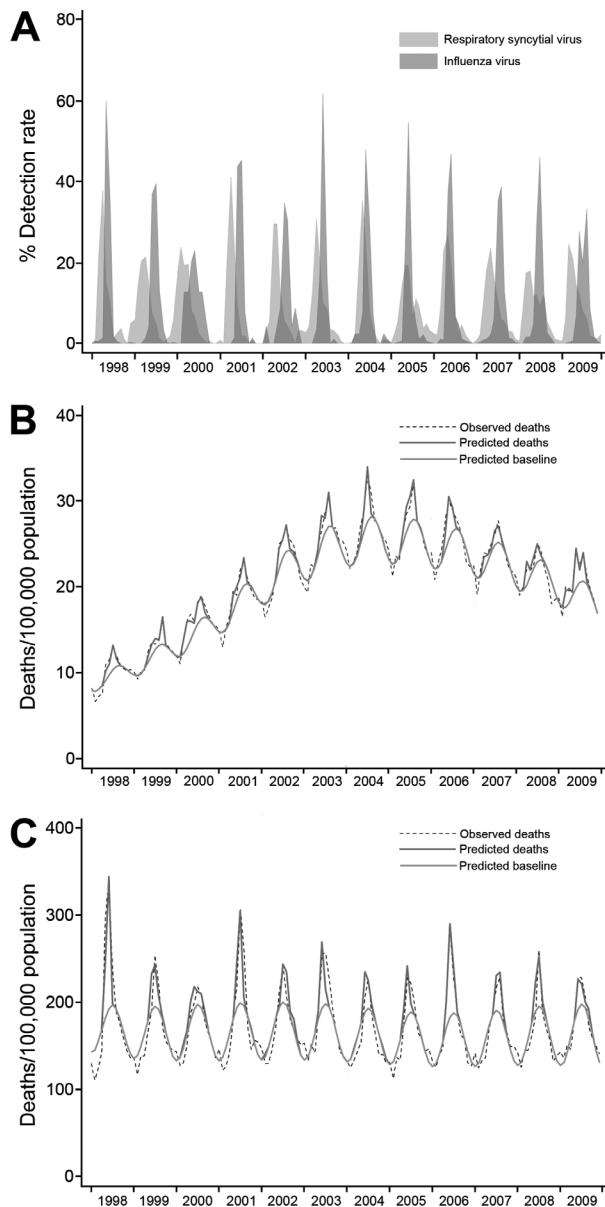 A
80
60
40
20
0
% Detection rate
Respiratory syncytial virus
Influenza virus
1998 1999 2000 2001 2002 2003 2004 2005 2006 2007 2008 2009
B
40
30
20
10
0
Deaths/100,000 population
Observed deaths
Predicted deaths
Predicted baseline
1998 1999 2000 2001 2002 2003 2004 2005 2006 2007 2008 2009
C
400
300
200
100
0
Deaths/100,000 population
Observed deaths
Predicted deaths
Predicted baseline
1998 1999 2000 2001 2002 2003 2004 2005 2006 2007 2008 2009